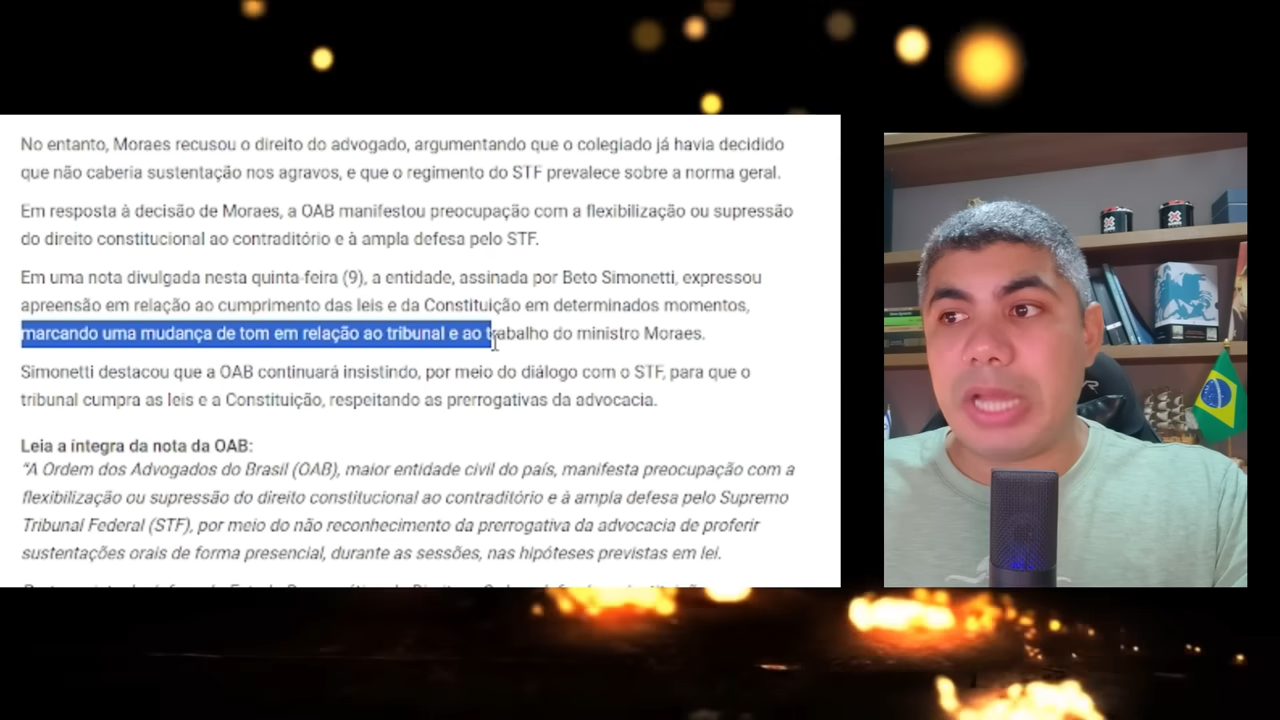 No entanto, Moraes recusou o direito do advogado, argumentando que o colegiado já havia decidido
que não caberia sustentação nos agravos, e que o regimento do STF prevalece sobre a norma geral.
Em resposta à decisão de Moraes, a OAB manifestou preocupação com a flexibilização ou supressão
do direito constitucional ao contraditório e à ampla defesa pelo STF.
Em uma nota divulgada nesta quinta-feira (9), a entidade, assinada por Beto Simonetti, expressou
apreensão em relação ao cumprimento das leis e da Constituição em determinados momentos,
marcando uma mudança de tom em relação ao tribunal e ao trabalho do ministro Moraes.
Simonetti destacou que a OAB continuará insistindo, por meio do diálogo com o STF, para que o
tribunal cumpra as leis e a Constituição, respeitando as prerrogativas da advocacia.
Leia a íntegra da nota da OAB:
“A Ordem dos Advogados do Brasil (OAB), maior entidade civil do país, manifesta preocupação com a
flexibilização ou supressão do direito constitucional ao contraditório e à ampla defesa pelo Supremo
Tribunal Federal (STF), por meio do não reconhecimento da prerrogativa da advocacia de proferir
sustentações orais de forma presencial, durante as sessões, nas hipóteses previstas em lei.